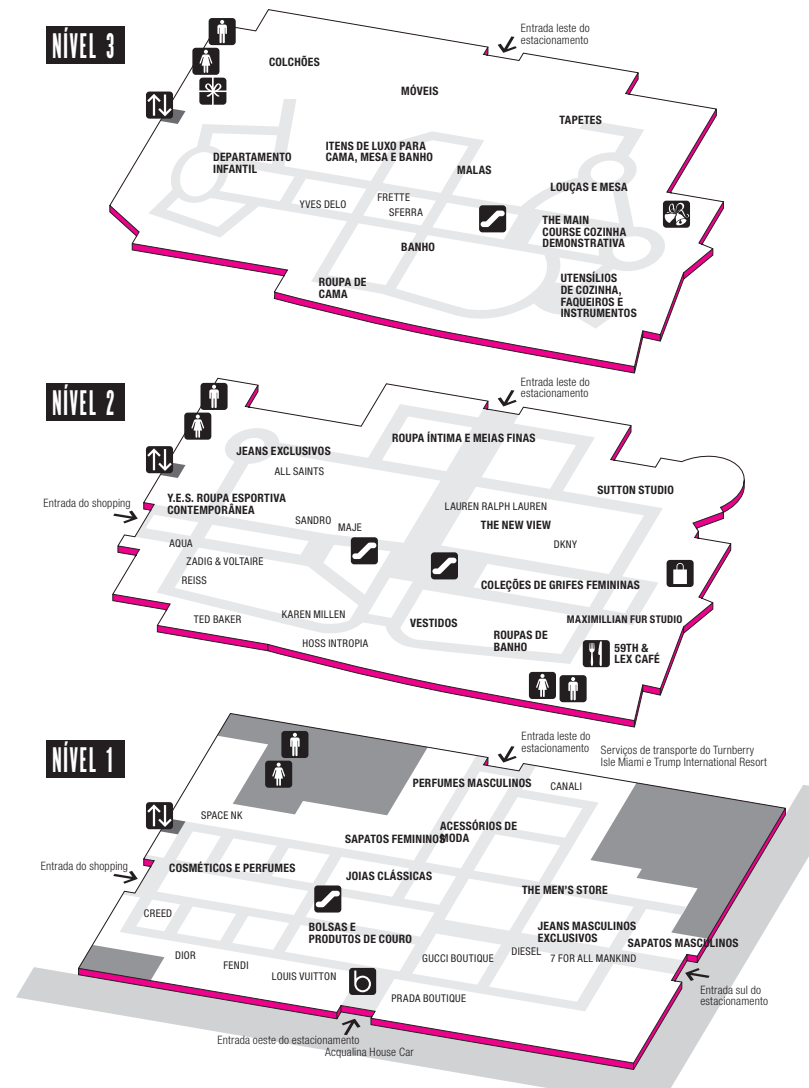 NÍVEL 3
Entrada leste do
estacionamento
COLCHÕES
MÓVEIS
TAPETES
ITENS DE LUXO PARA
CAMA, MESA E BANHO
DEPARTAMENTO
INFANTIL
MALAS
LOUÇAS E MESA
YVES DELO
FRETTE
SFERRA
THE MAIN
COURSE COZINHA
DEMONSTRATIVA
BANHO
ROUPA DE
CAMA
UTENSÍLIOS
DE COZINHA,
FAQUEIROS E
INSTRUMENTOS
NÍVEL 2
Entrada leste do
estacionamento
ROUPA ÍNTIMA E MEIAS FINAS
JEANS EXCLUSIVOS
ALL SAINTS
SUTTON STUDIO
Entrada do shopping
Y.E.S. ROUPA ESPORTIVA
CONTEMPORÂNEA
LAUREN RALPH LAUREN
SANDRO
MAJE
THE NEW VIEW
AQUA
DKNY
ZADIG & VOLTAIRE
REISS
COLEÇÕES DE GRIFES FEMININAS
TED BAKER
KAREN MILLEN
VESTIDOS
MAXIMILLIAN FUR STUDIO
HOSS INTROPIA
ROUPAS DE
BANHO
59TH &
LEX CAFÉ
NÍVEL 1
Entrada leste do
estacionamento
Serviços de transporte do Turnberry
Isle Miami e Trump International Resort
PERFUMES MASCULINOS
CANALI
SPACE NK
ACESSÓRIOS DE
MODA
SAPATOS FEMININOS
Entrada do shopping
COSMÉTICOS E PERFUMES
JOIAS CLÁSSICAS
THE MEN'S STORE
CREED
BOLSAS E
PRODUTOS DE COURO
JEANS MASCULINOS
EXCLUSIVOS
SAPATOS MASCULINOS
DIOR
FENDI
LOUIS VUITTON
GUCCI BOUTIQUE
DIESEL
7 FOR ALL MANKIND
b
PRADA BOUTIQUE
Entrada sul do
estacionamento
Entrada oeste do estacionamento
Acqualina House Car